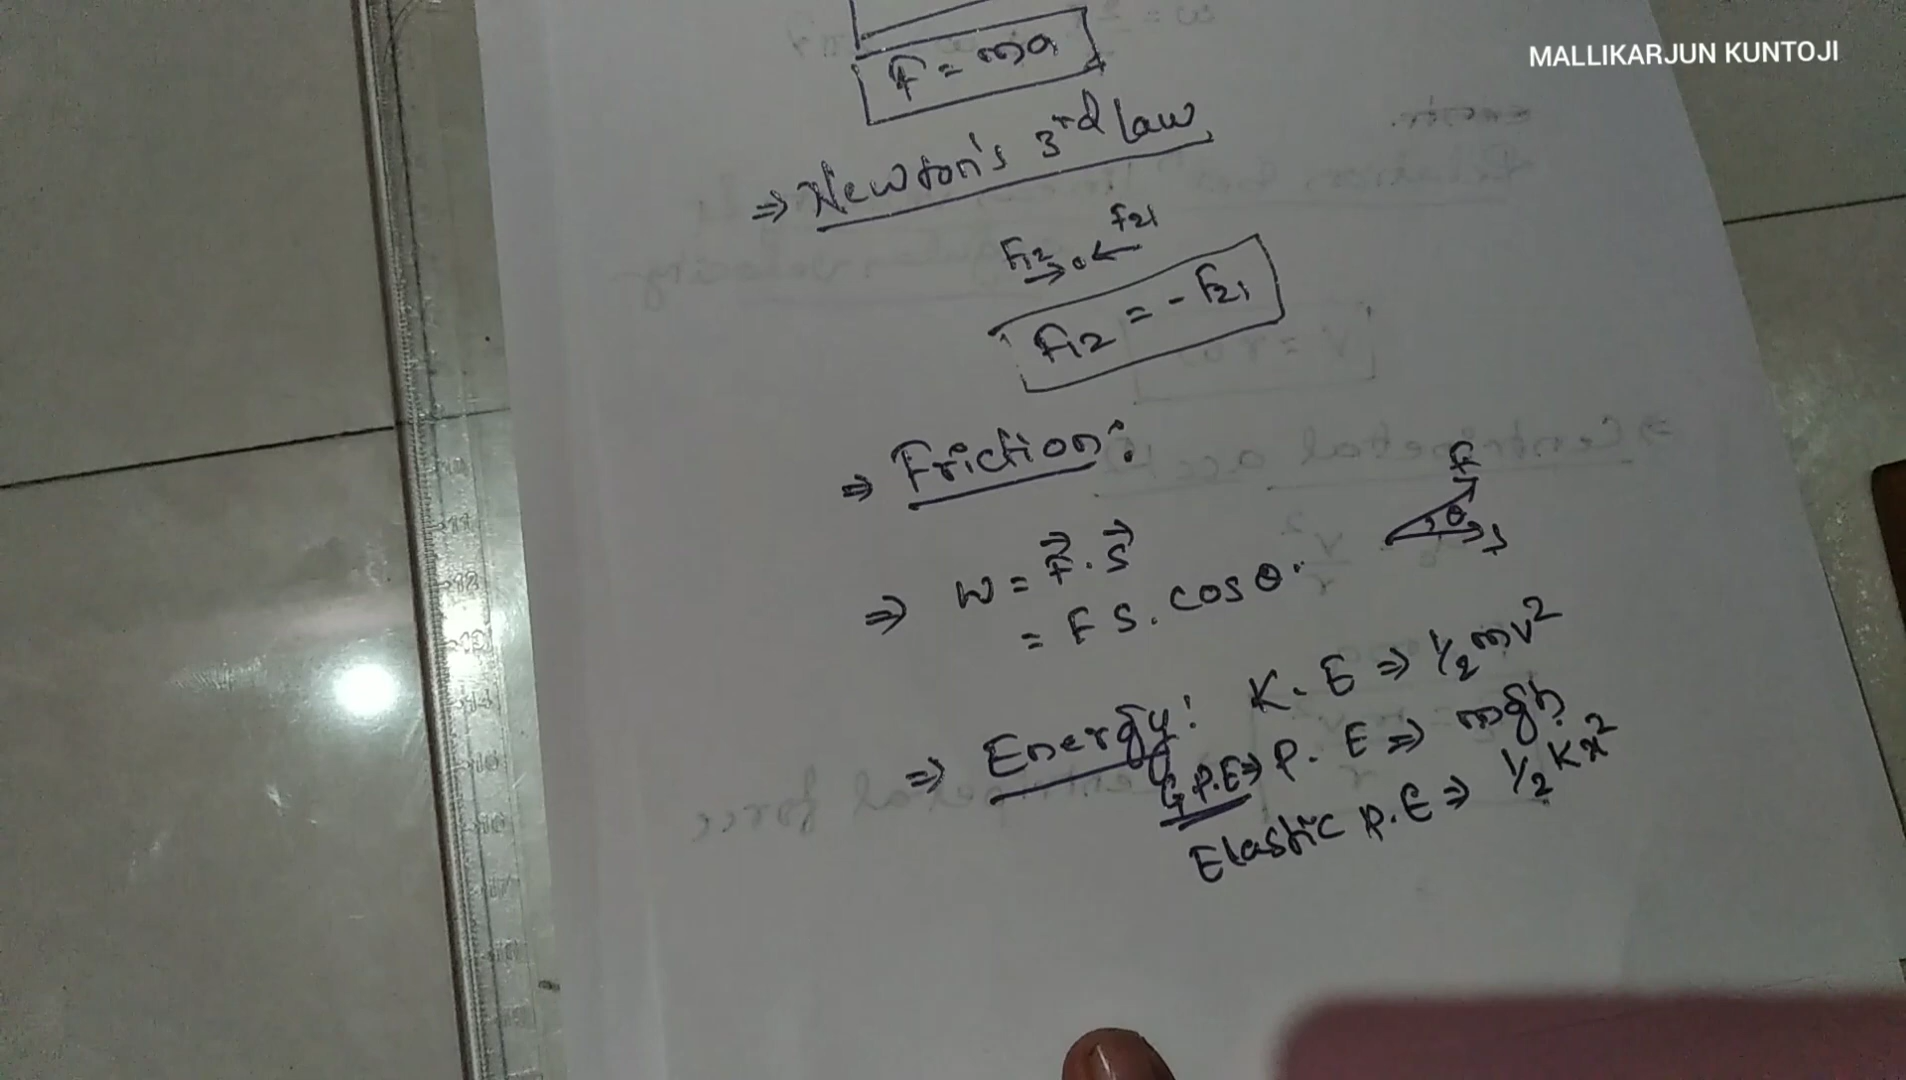 MALLIKARJUN KUNTOJI
F = ma
⇒ Newton's 3rd law
F12 F21
F12 = - F21
⇒ Friction:
F
θ
s
⇒ W = F⃗ . S⃗
= F S . cos θ .
⇒ Energy: K. E ⇒ 1/2 mv²
G P.E ⇒ P. E ⇒ mgh
Elastic P.E ⇒ 1/2 Kx²